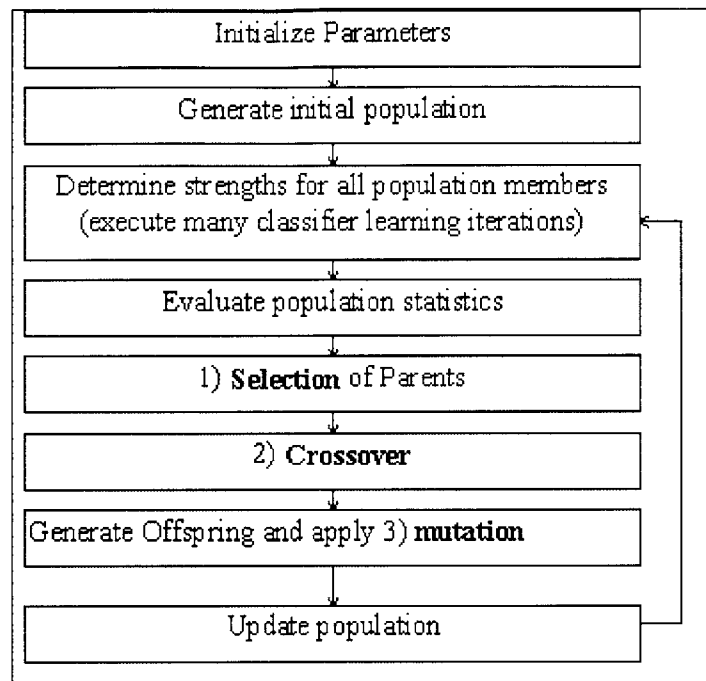 Initialize Parameters
Generate initial population
Determine strengths for all population members
(execute many classifier learning iterations)
Evaluate population statistics
1) Selection of Parents
2) Crossover
Generate Offspring and apply 3) mutation
Update population